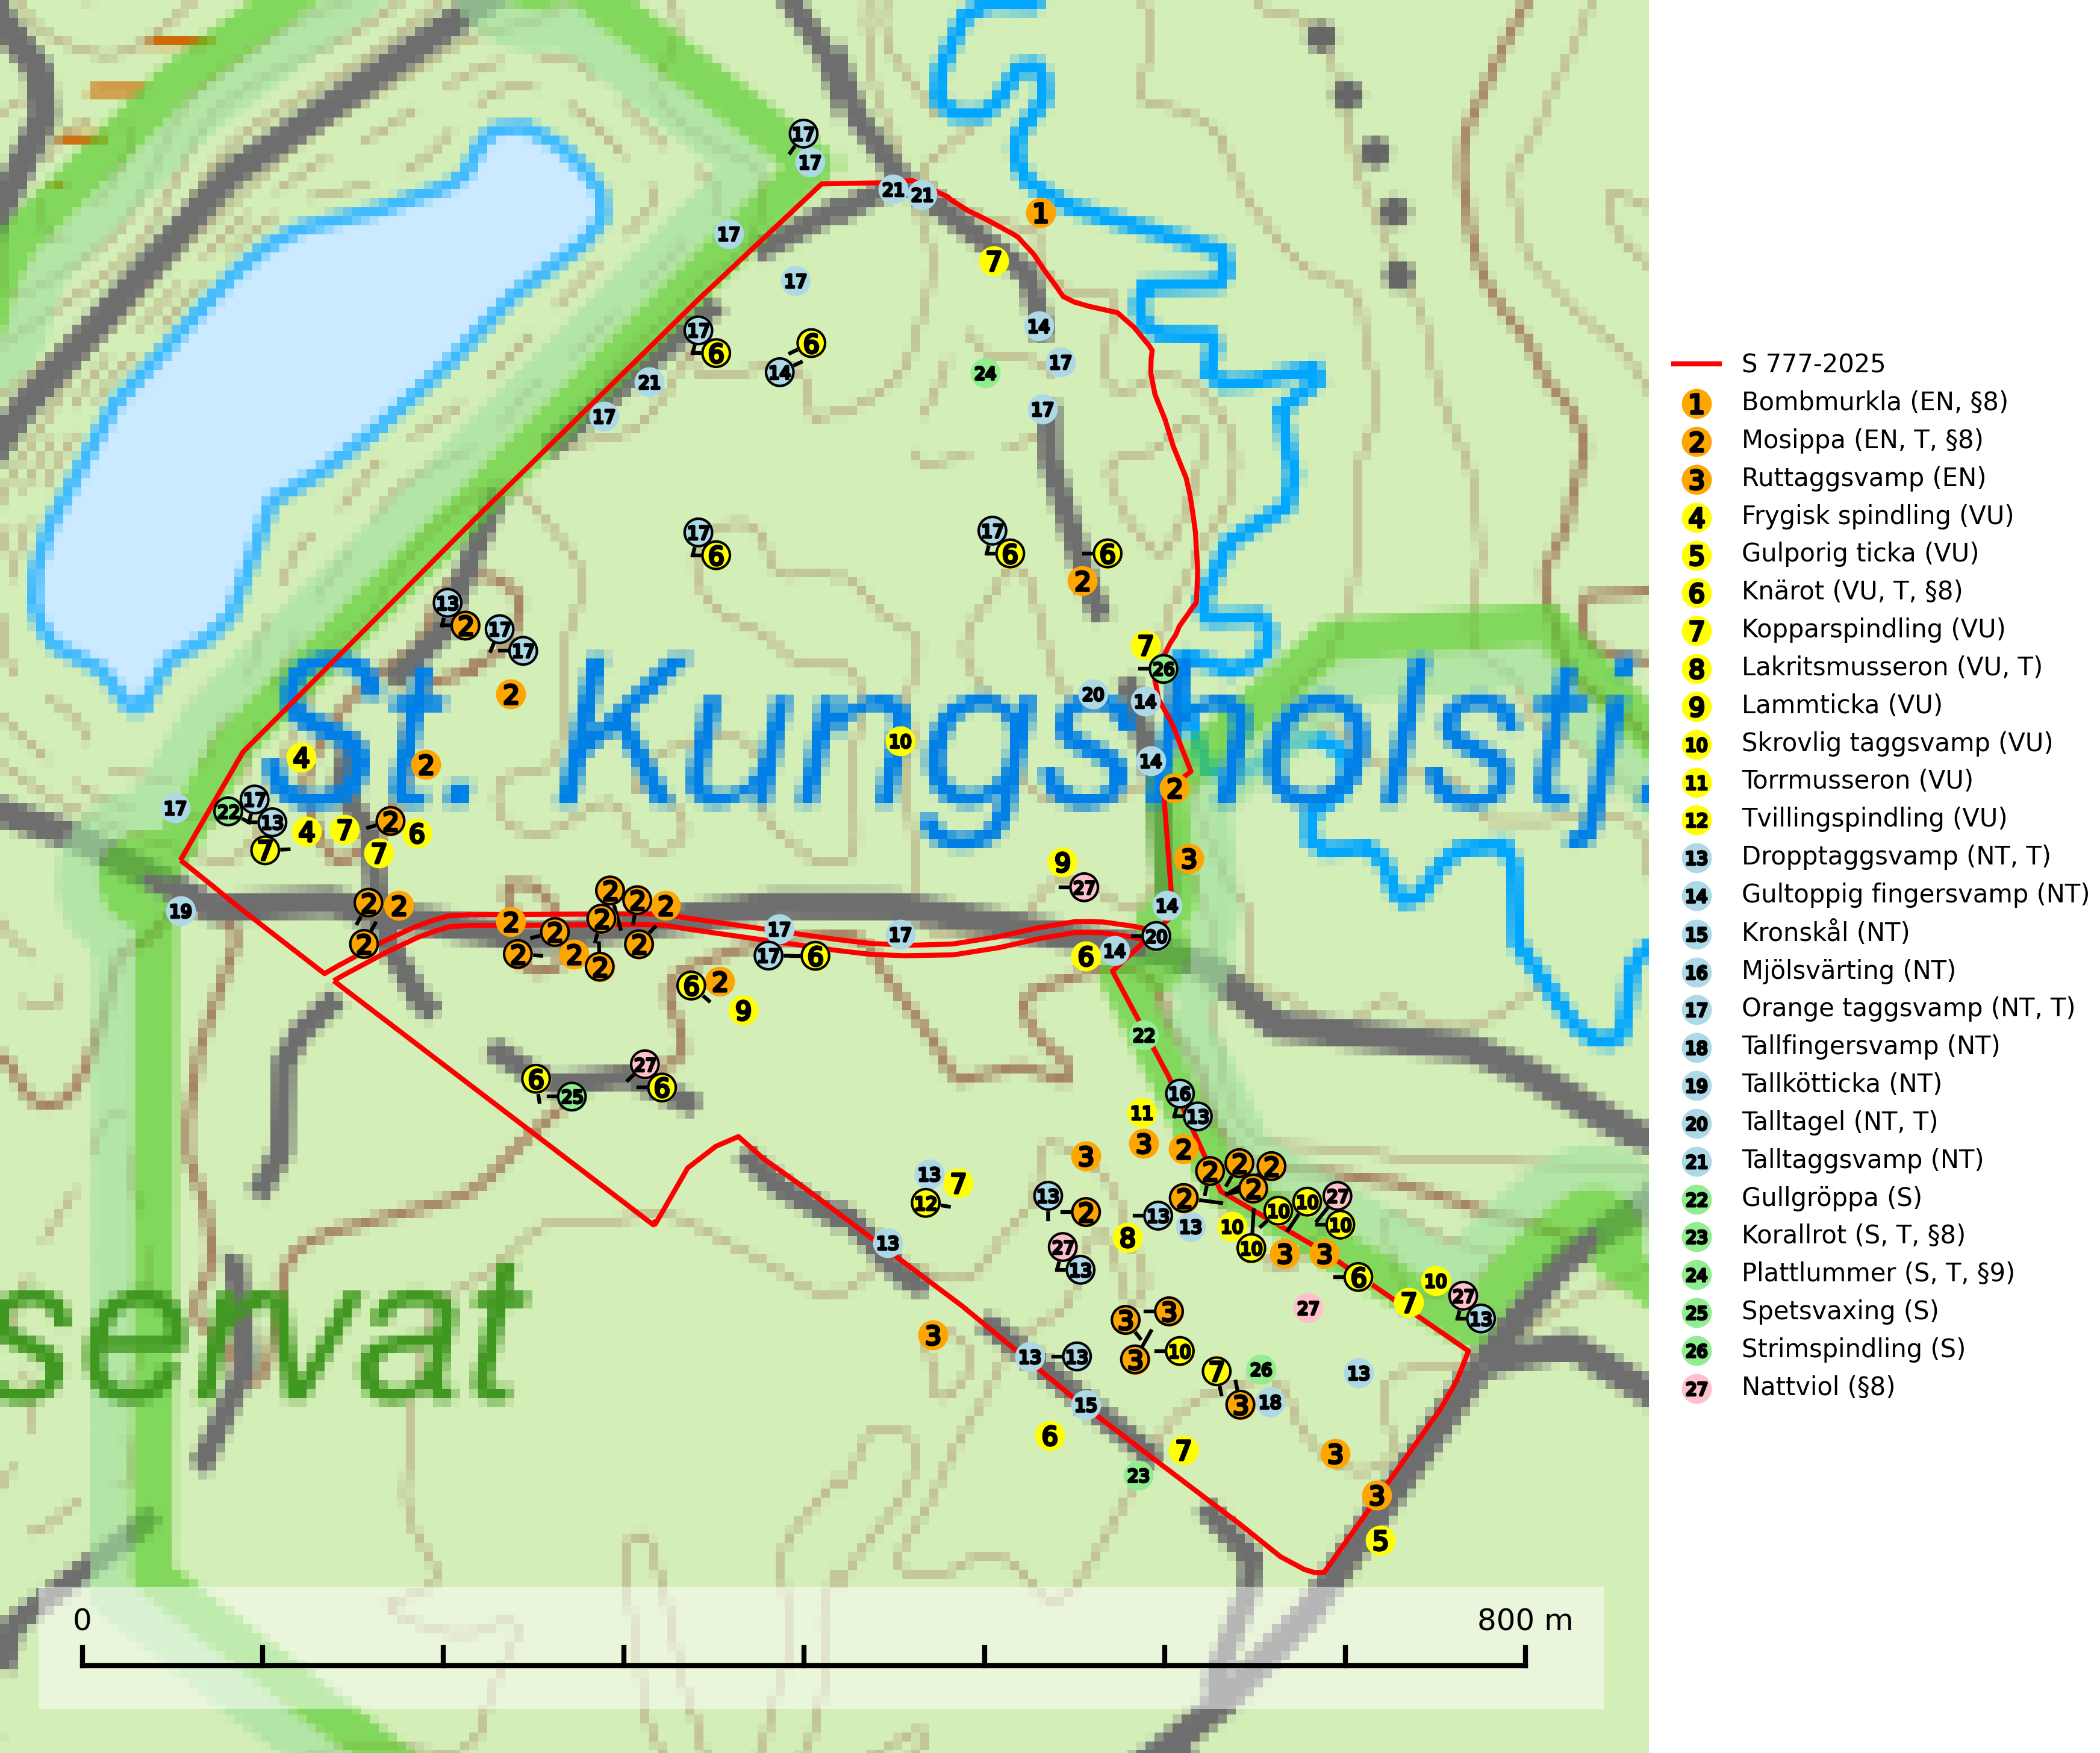 St. Kungshålstj
servat
0
800 m
S 777-2025
1 Bombmurkla (EN, §8)
2 Mosippa (EN, T, §8)
3 Ruttaggsvamp (EN)
4 Frygisk spindling (VU)
5 Gulporig ticka (VU)
6 Knärot (VU, T, §8)
7 Kopparspindling (VU)
8 Lakritsmusseron (VU, T)
9 Lammticka (VU)
10 Skrovlig taggsvamp (VU)
11 Torrmusseron (VU)
12 Tvillingspindling (VU)
13 Dropptaggsvamp (NT, T)
14 Gultoppig fingersvamp (NT)
15 Kronskål (NT)
16 Mjölsvärting (NT)
17 Orange taggsvamp (NT, T)
18 Tallfingersvamp (NT)
19 Tallkötticka (NT)
20 Talltagel (NT, T)
21 Talltaggsvamp (NT)
22 Gullgröppa (S)
23 Korallrot (S, T, §8)
24 Plattlummer (S, T, §9)
25 Spetsvaxing (S)
26 Strimspindling (S)
27 Nattviol (§8)